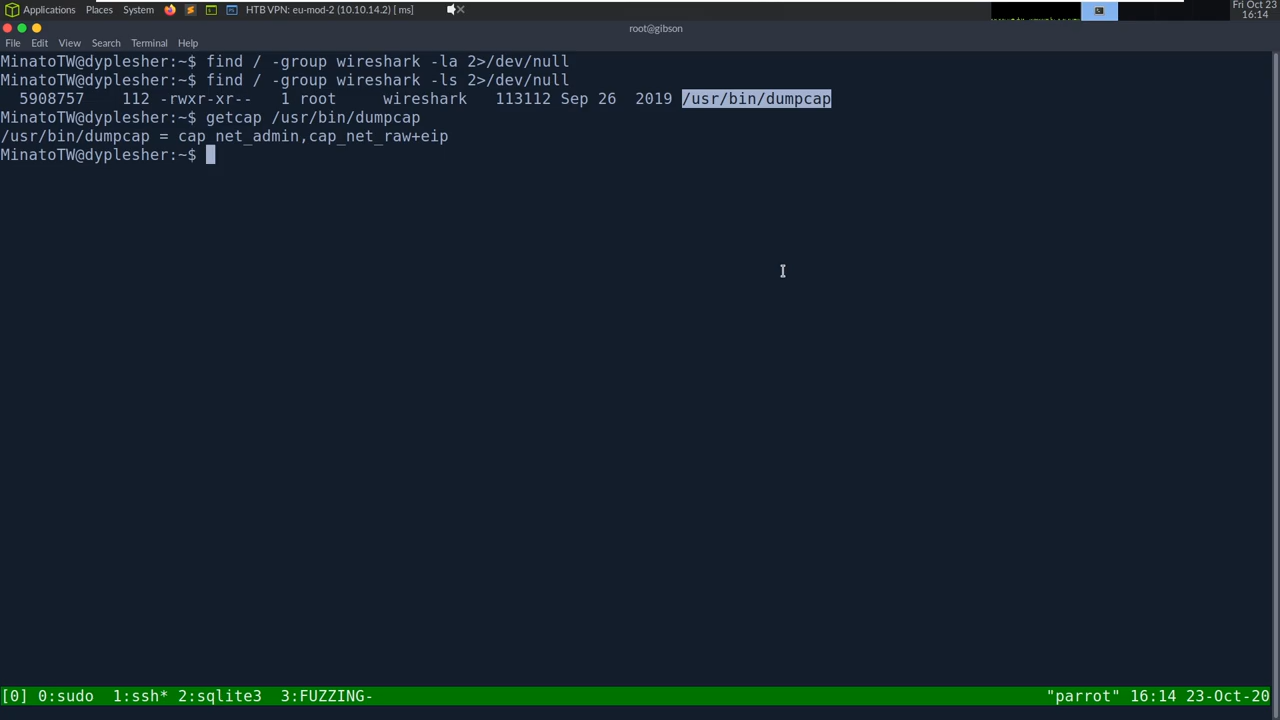 Applications Places System HTB VPN: eu-mod-2 (10.10.14.2) [ ms] Fri Oct 23
16:14
root@gibson
File Edit View Search Terminal Help
MinatoTW@dyplesher:~$ find / -group wireshark -la 2>/dev/null
MinatoTW@dyplesher:~$ find / -group wireshark -ls 2>/dev/null
5908757 112 -rwxr-xr-- 1 root wireshark 113112 Sep 26 2019 /usr/bin/dumpcap
MinatoTW@dyplesher:~$ getcap /usr/bin/dumpcap
/usr/bin/dumpcap = cap_net_admin,cap_net_raw+eip
MinatoTW@dyplesher:~$
[0] 0:sudo 1:ssh* 2:sqlite3 3:FUZZING- "parrot" 16:14 23-Oct-20